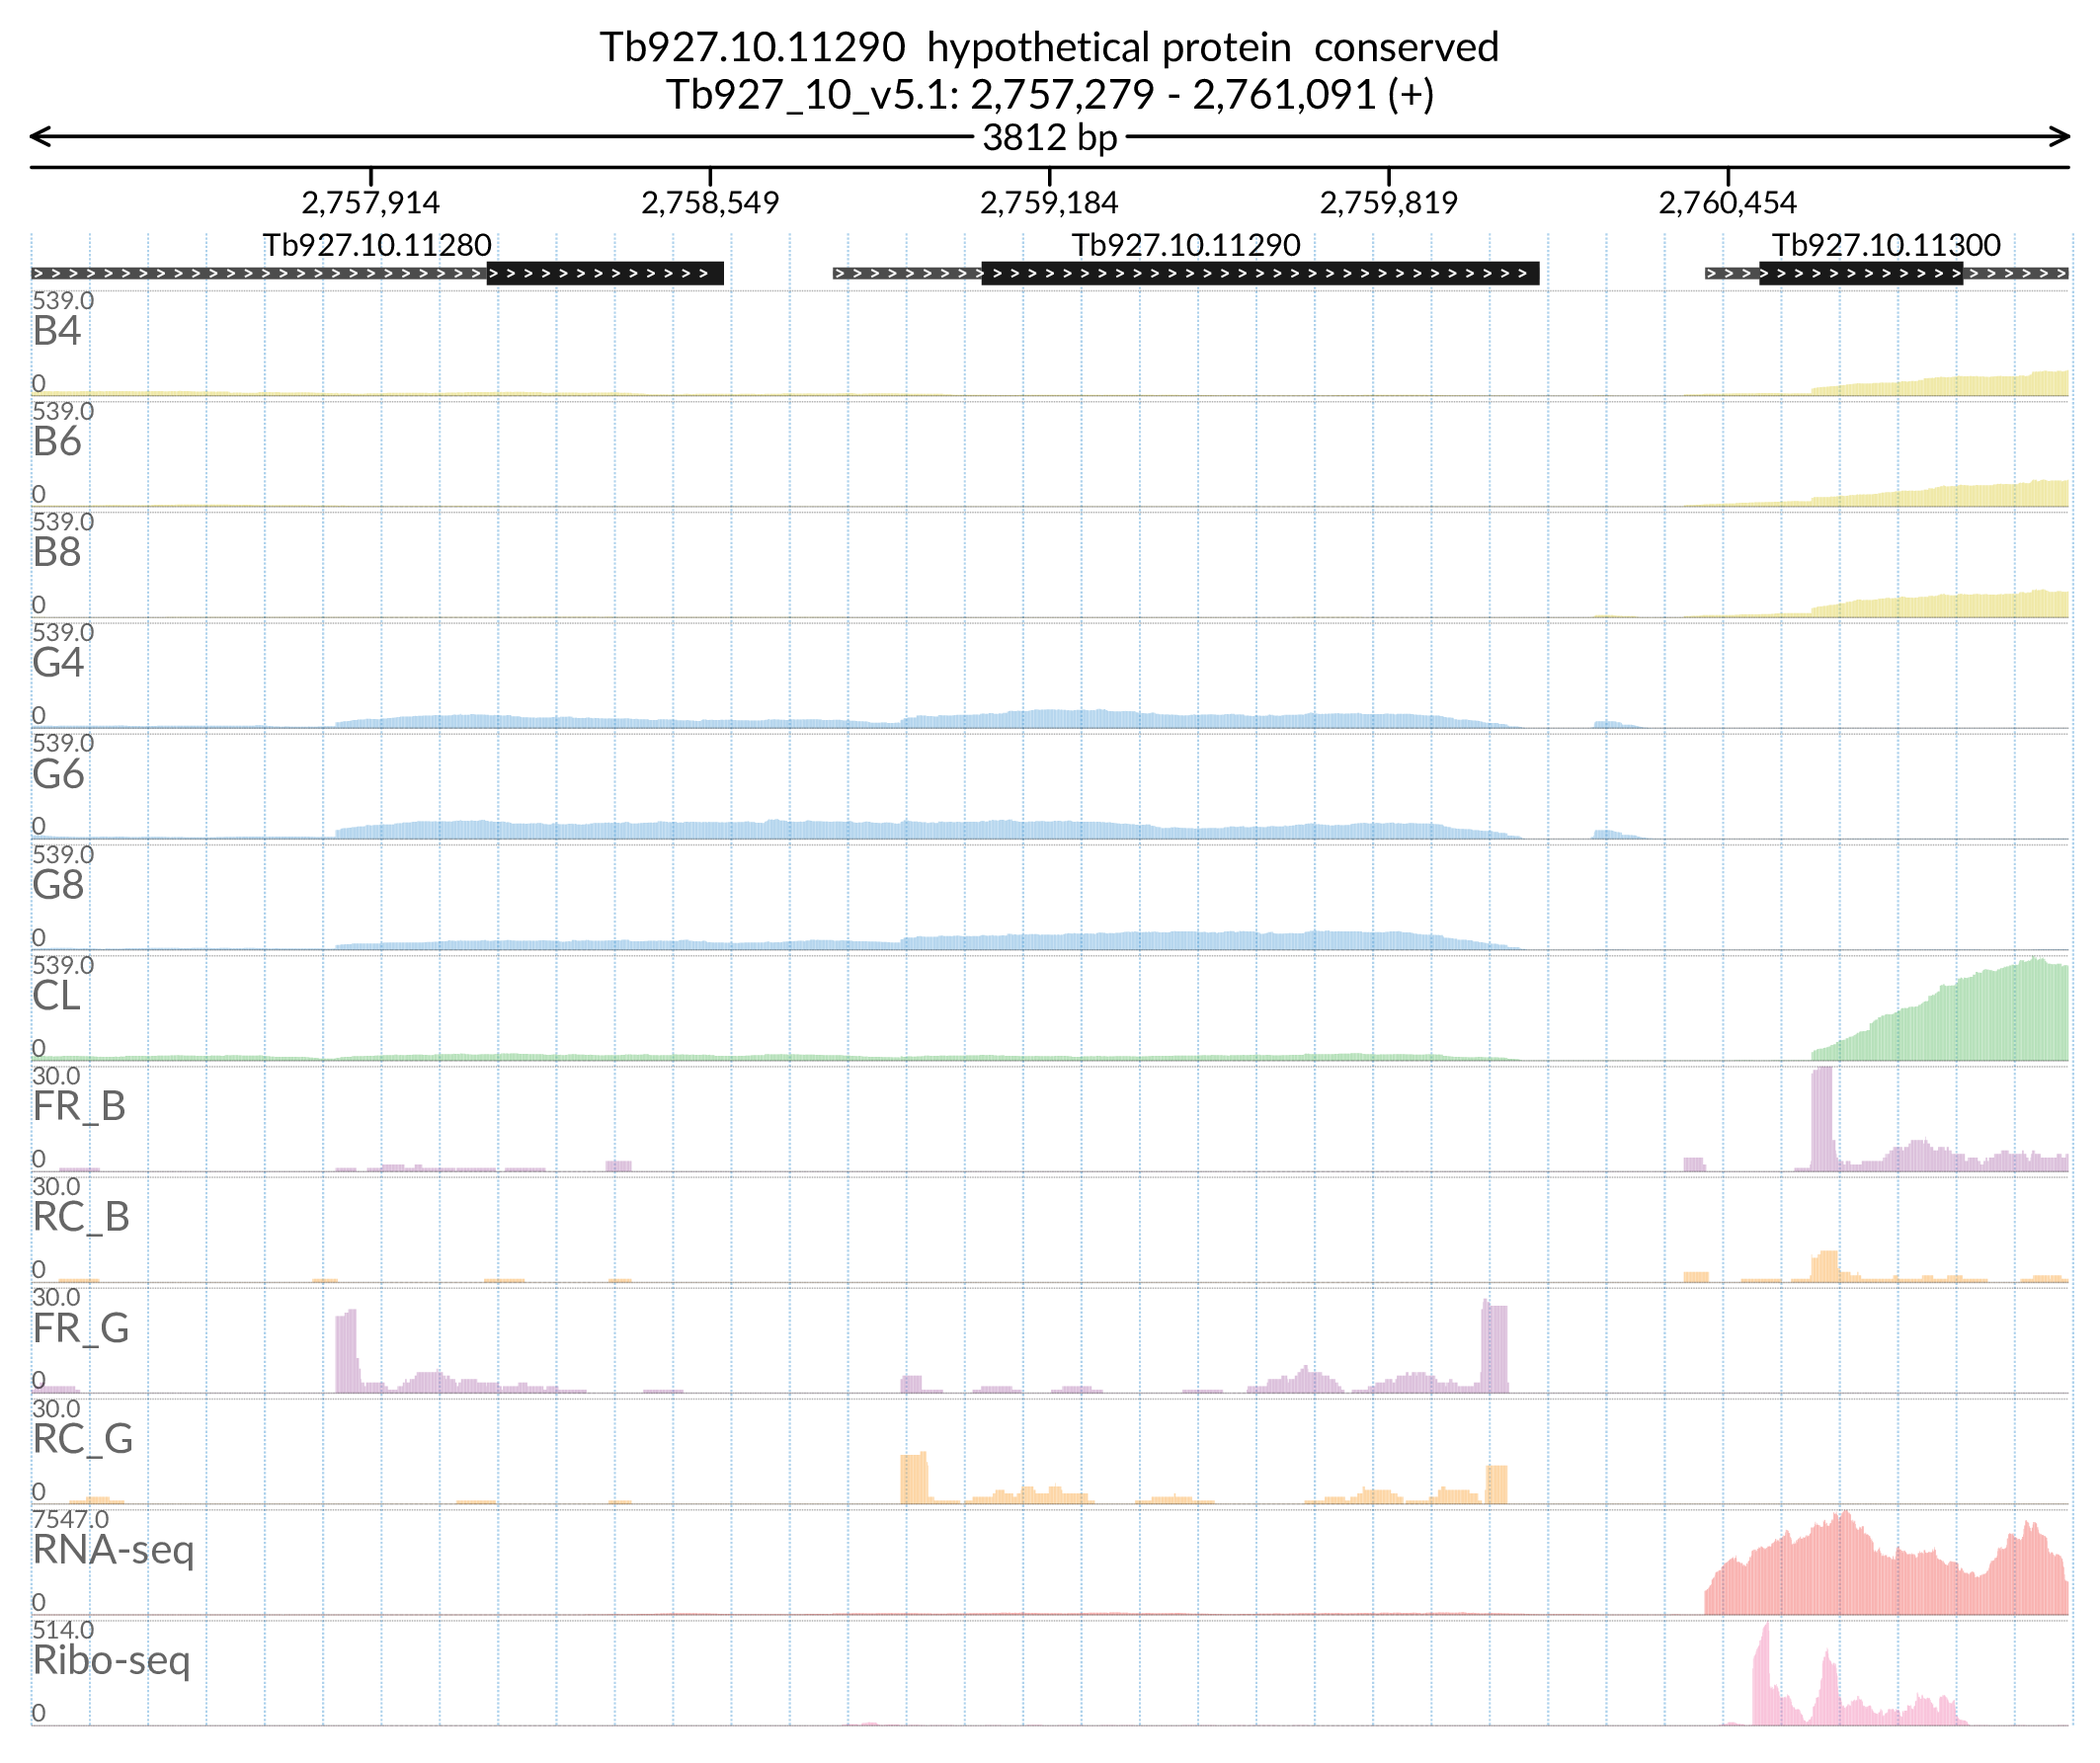 Tb927.10.11290 hypothetical protein conserved
Tb927_10_v5.1: 2,757,279 - 2,761,091 (+)
3812 bp
2,757,914 2,758,549 2,759,184 2,759,819 2,760,454
Tb927.10.11280 Tb927.10.11290 Tb927.10.11300
539.0
B4
0
539.0
B6
0
539.0
B8
0
539.0
G4
0
539.0
G6
0
539.0
G8
0
539.0
CL
0
30.0
FR_B
0
30.0
RC_B
0
30.0
FR_G
0
30.0
RC_G
0
7547.0
RNA-seq
0
514.0
Ribo-seq
0